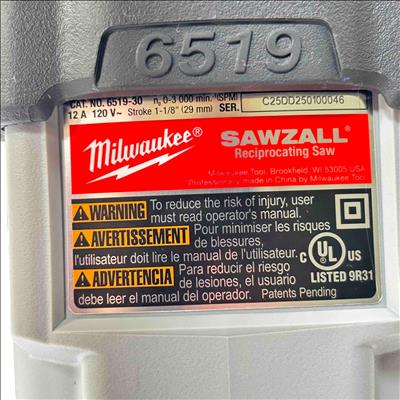 6519
CAT. NO. 6519-30 n₀ 0-3 000 min.⁻¹(SPM)
12 A 120 V~ Stroke 1-1/8" (29 mm) SER. C25DD250100046
Milwaukee® SAWZALL®
Reciprocating Saw
Milwaukee Tool, Brookfield, WI 53005 USA
Professionally made in China by Milwaukee Tool
WARNING To reduce the risk of injury, user
must read operator's manual.
AVERTISSEMENT Pour minimiser les risques
de blessures,
l'utilisateur doit lire le manuel de l'utilisateur.
ADVERTENCIA Para reducir el riesgo
de lesiones, el usuario
debe leer el manual del operador. Patents Pending
C UL US
LISTED 9R31